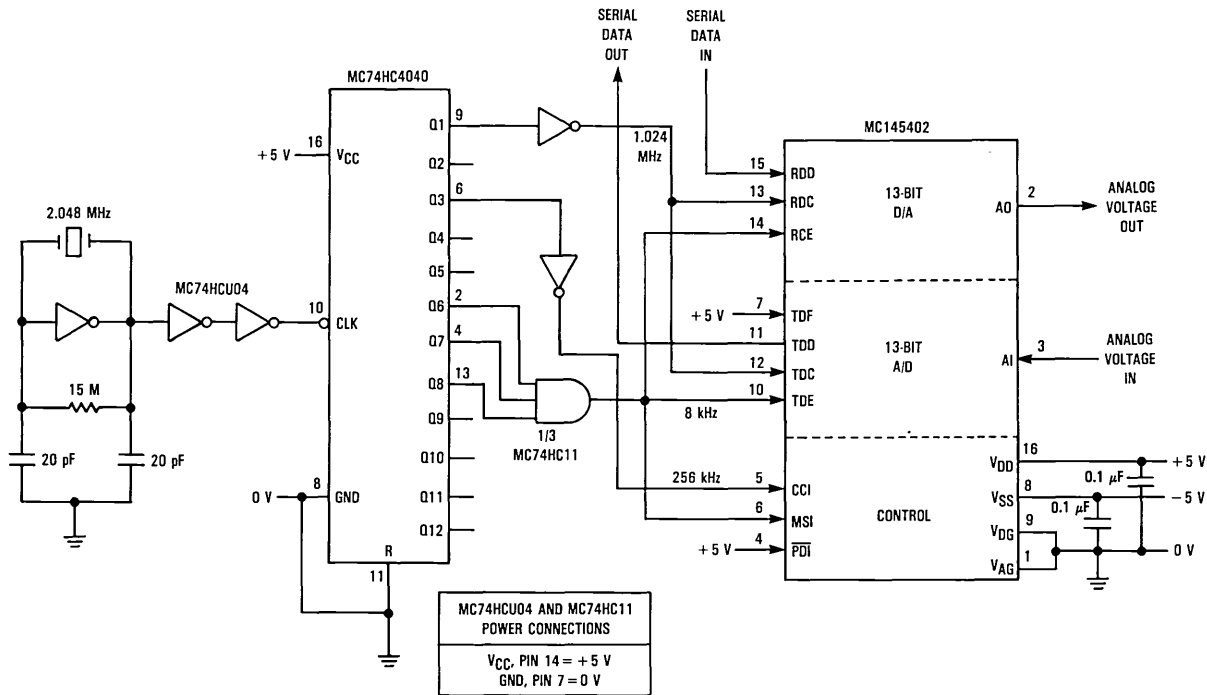 SERIAL DATA OUT
SERIAL DATA IN
MC74HC4040
MC145402
+5 V
16
VCC
Q1
9
1.024 MHz
Q2
Q3
6
Q4
Q5
Q6
2
Q7
4
Q8
13
Q9
Q10
Q11
Q12
10
CLK
0 V
8
GND
R
11
2.048 MHz
MC74HCU04
15 M
20 pF
20 pF
1/3
MC74HC11
8 kHz
256 kHz
15
RDD
13
RDC
14
RCE
13-BIT
D/A
AO
2
ANALOG
VOLTAGE
OUT
+5 V
7
TDF
11
TDD
12
TDC
10
TDE
13-BIT
A/D
AI
3
ANALOG
VOLTAGE
IN
5
CCI
6
MSI
+5 V
4
PDI
CONTROL
VDD
16
+5 V
0.1 µF
VSS
8
−5 V
0.1 µF
VDG
9
0 V
VAG
1
MC74HCU04 AND MC74HC11
POWER CONNECTIONS
VCC, PIN 14 = +5 V
GND, PIN 7 = 0 V